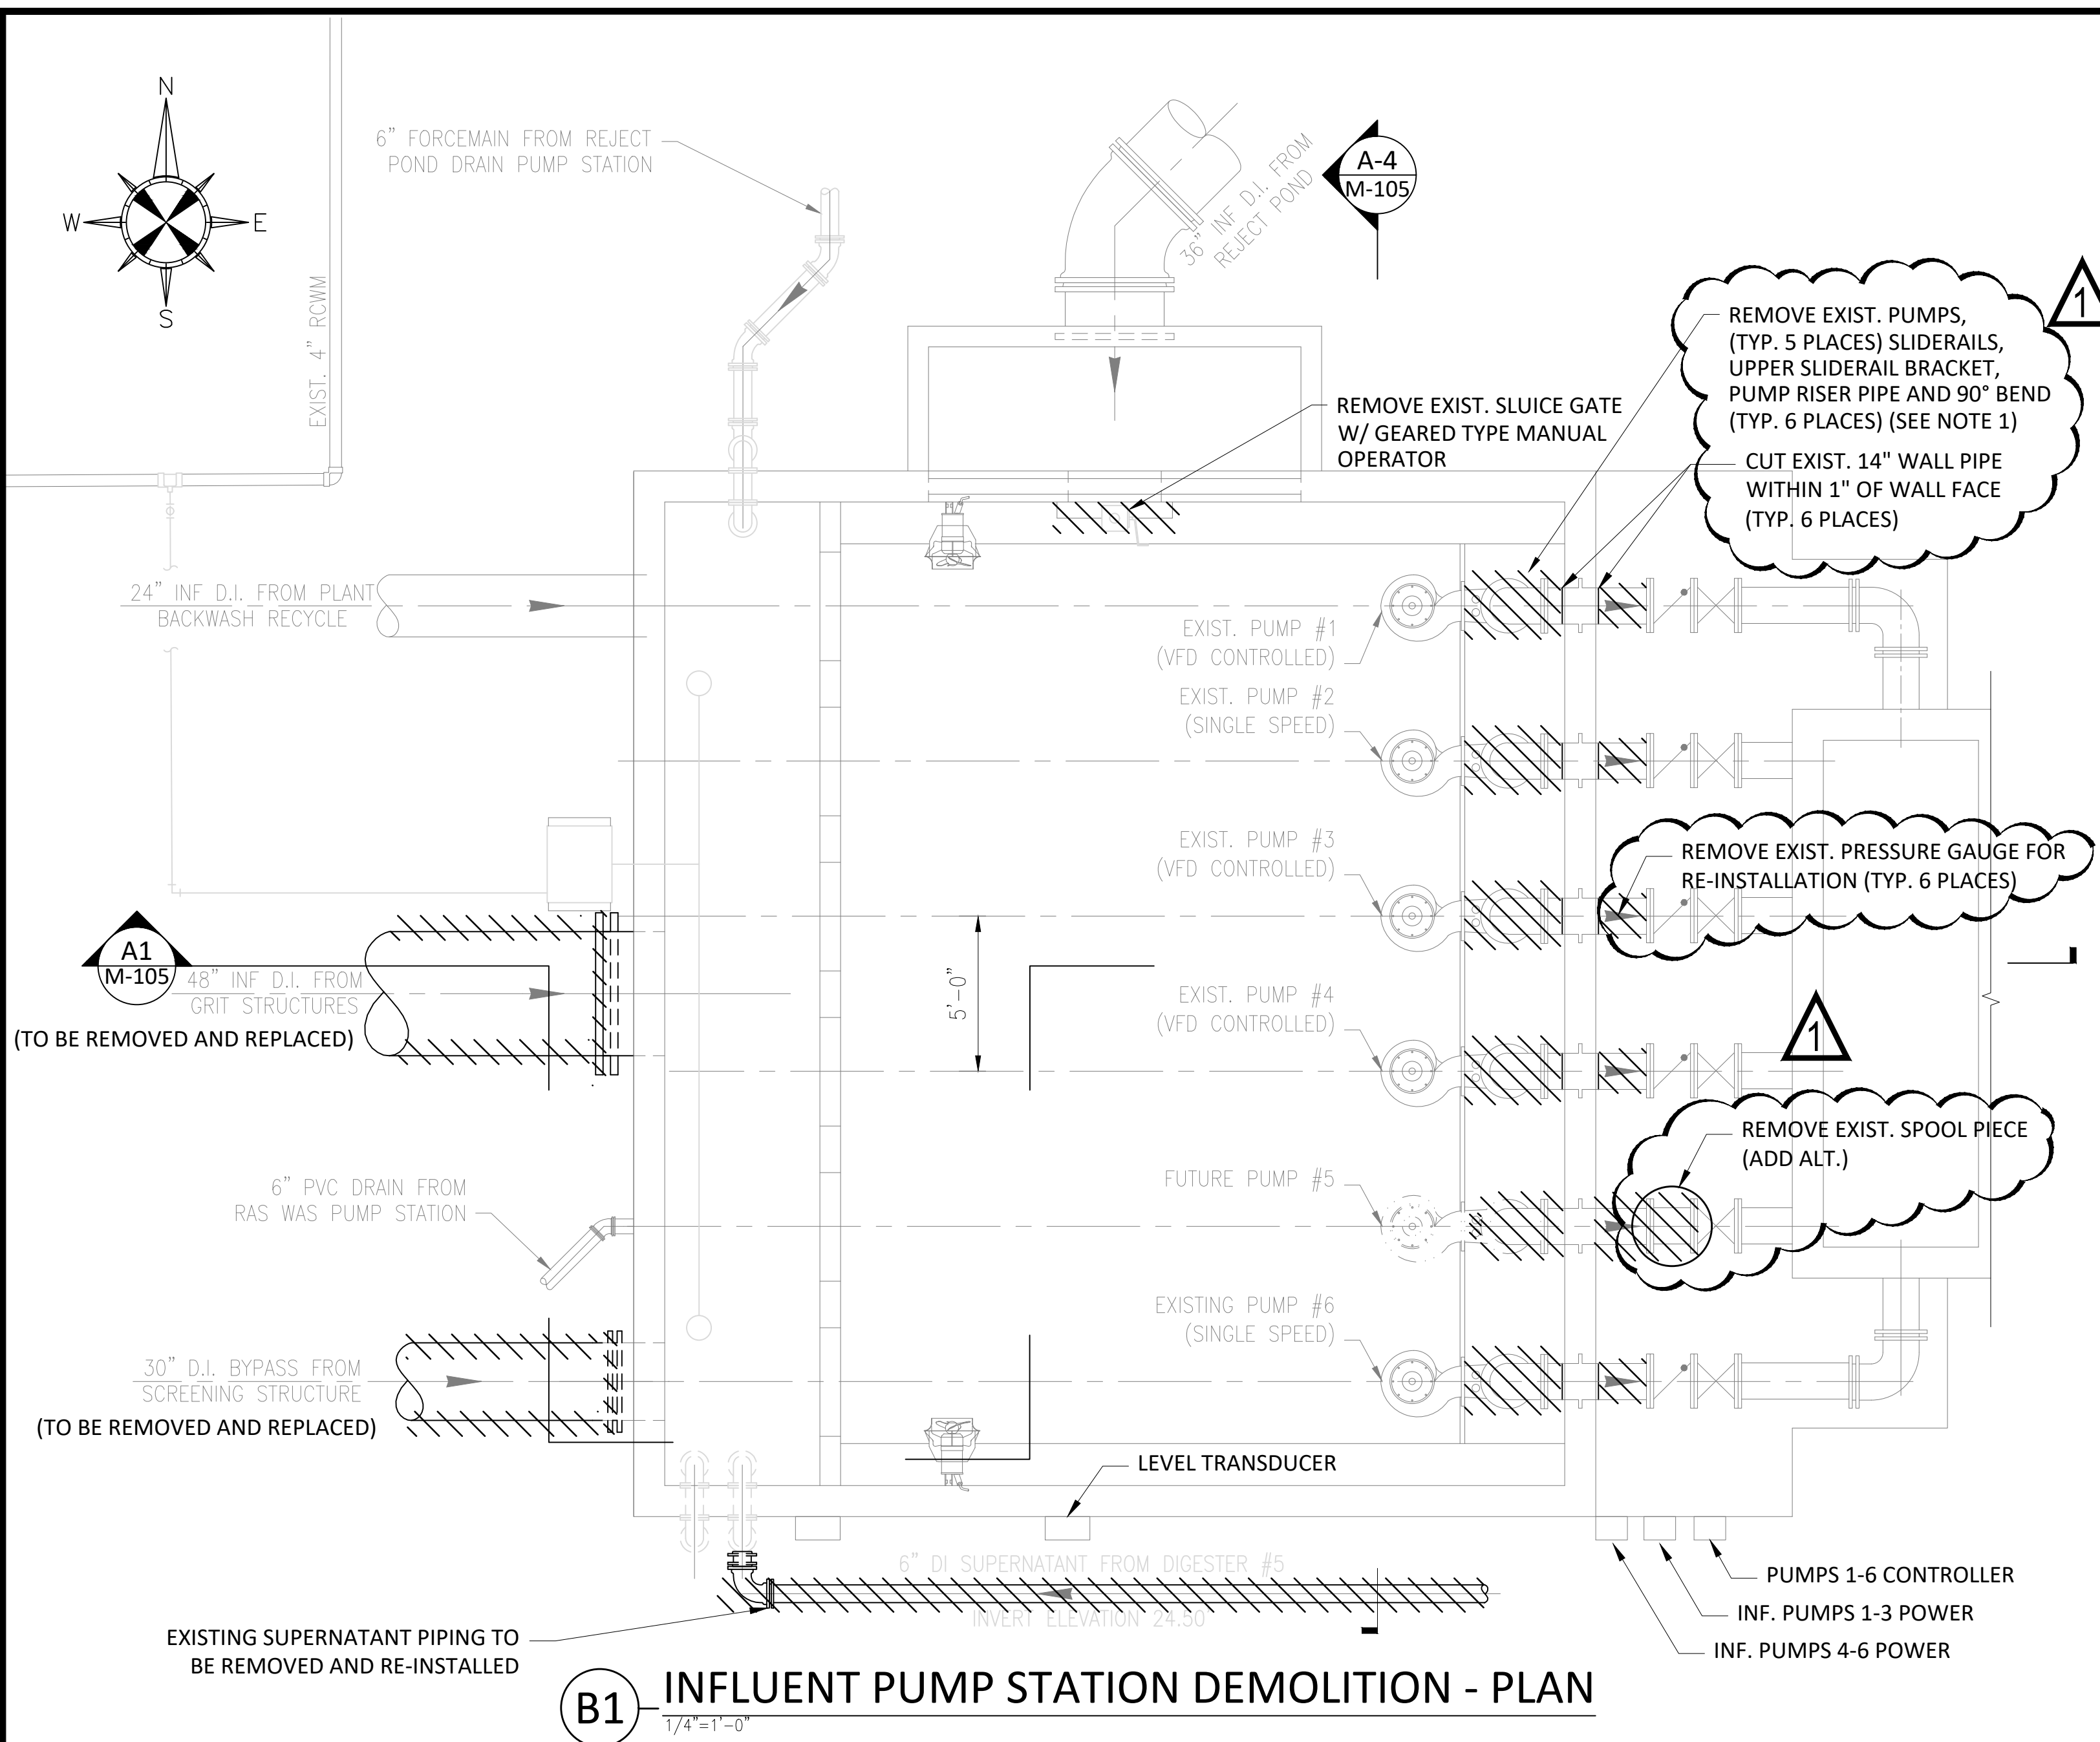 N
W
E
S
6" FORCEMAIN FROM REJECT
POND DRAIN PUMP STATION
EXIST. 4" RCWM
36" INF D.I. FROM
REJECT POND
A-4
M-105
1
REMOVE EXIST. PUMPS,
(TYP. 5 PLACES) SLIDERAILS,
UPPER SLIDERAIL BRACKET,
PUMP RISER PIPE AND 90° BEND
(TYP. 6 PLACES) (SEE NOTE 1)
CUT EXIST. 14" WALL PIPE
WITHIN 1" OF WALL FACE
(TYP. 6 PLACES)
REMOVE EXIST. SLUICE GATE
W/ GEARED TYPE MANUAL
OPERATOR
24" INF D.I. FROM PLANT
BACKWASH RECYCLE
EXIST. PUMP #1
(VFD CONTROLLED)
EXIST. PUMP #2
(SINGLE SPEED)
EXIST. PUMP #3
(VFD CONTROLLED)
REMOVE EXIST. PRESSURE GAUGE FOR
RE-INSTALLATION (TYP. 6 PLACES)
A1
M-105
48" INF D.I. FROM
GRIT STRUCTURES
(TO BE REMOVED AND REPLACED)
5'-0"
EXIST. PUMP #4
(VFD CONTROLLED)
1
REMOVE EXIST. SPOOL PIECE
(ADD ALT.)
6" PVC DRAIN FROM
RAS WAS PUMP STATION
FUTURE PUMP #5
EXISTING PUMP #6
(SINGLE SPEED)
30" D.I. BYPASS FROM
SCREENING STRUCTURE
(TO BE REMOVED AND REPLACED)
LEVEL TRANSDUCER
6" DI SUPERNATANT FROM DIGESTER #5
INVERT ELEVATION 24.50
PUMPS 1-6 CONTROLLER
INF. PUMPS 1-3 POWER
INF. PUMPS 4-6 POWER
EXISTING SUPERNATANT PIPING TO
BE REMOVED AND RE-INSTALLED
B1
INFLUENT PUMP STATION DEMOLITION - PLAN
1/4"=1'-0"